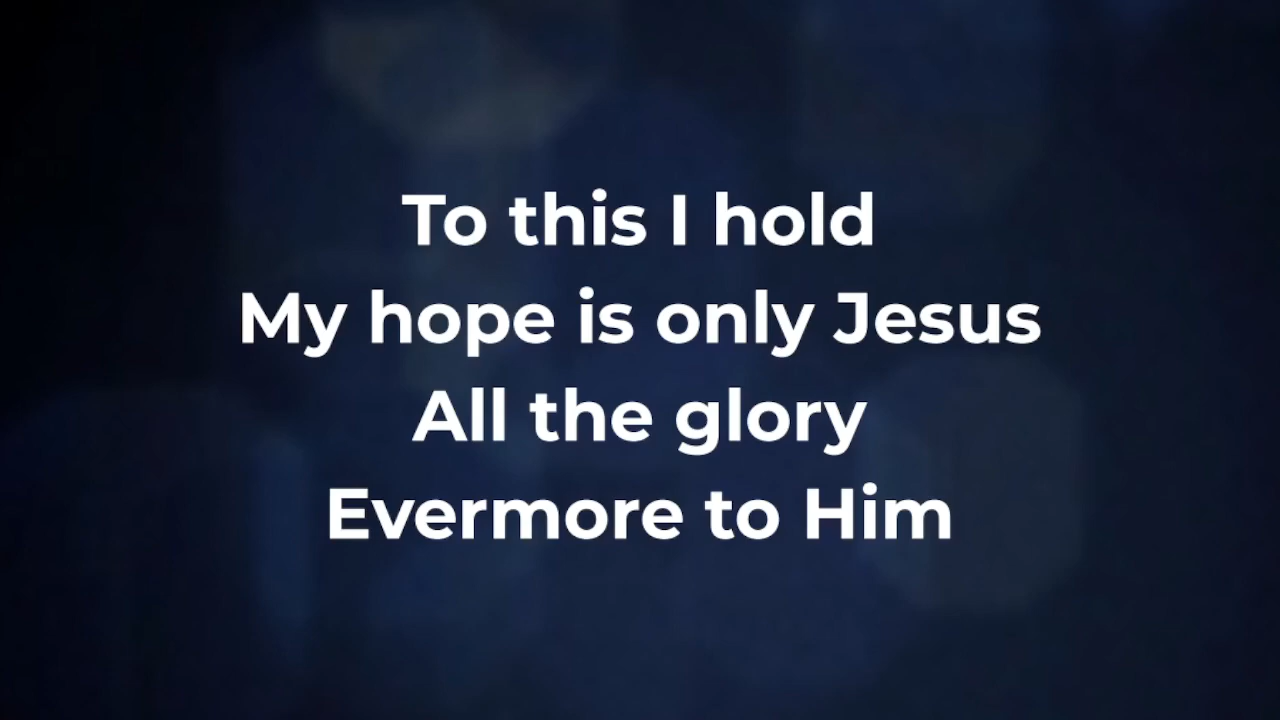 To this I hold
My hope is only Jesus
All the glory
Evermore to Him